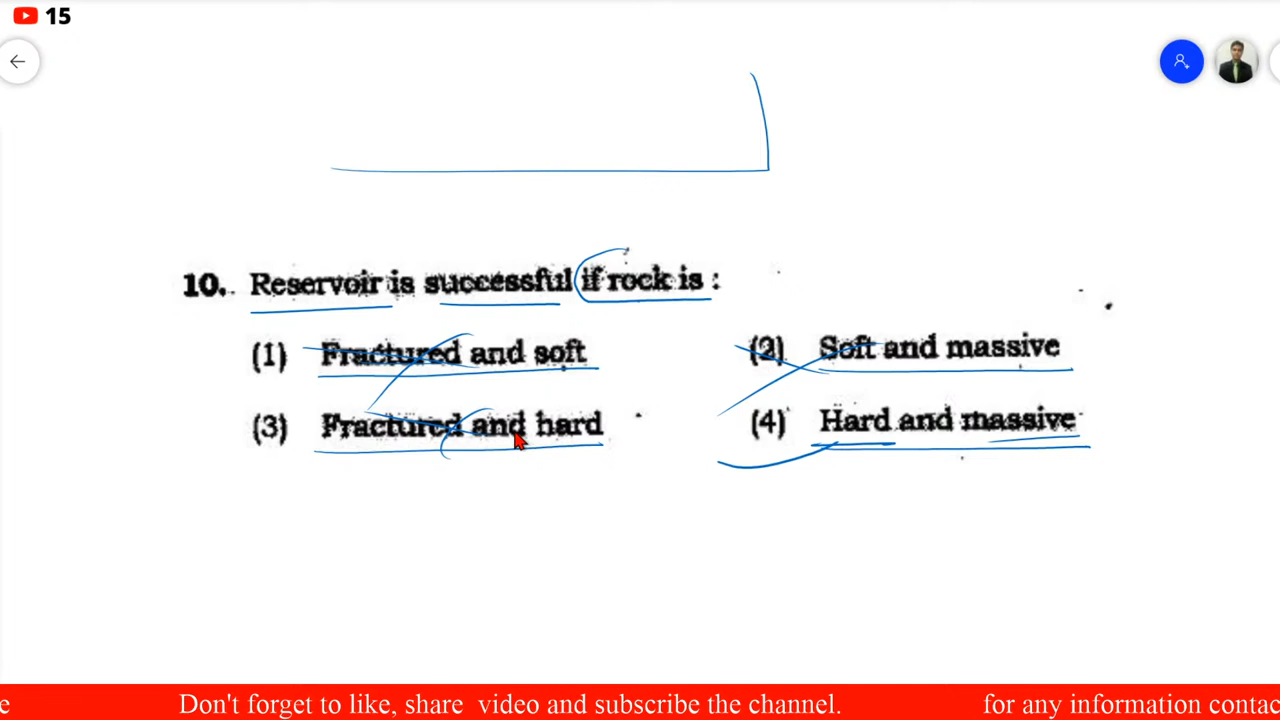 15
10. Reservoir is successful if rock is :
(1) Fractured and soft (2) Soft and massive
(3) Fractured and hard (4) Hard and massive
e Don't forget to like, share video and subscribe the channel. for any information contac